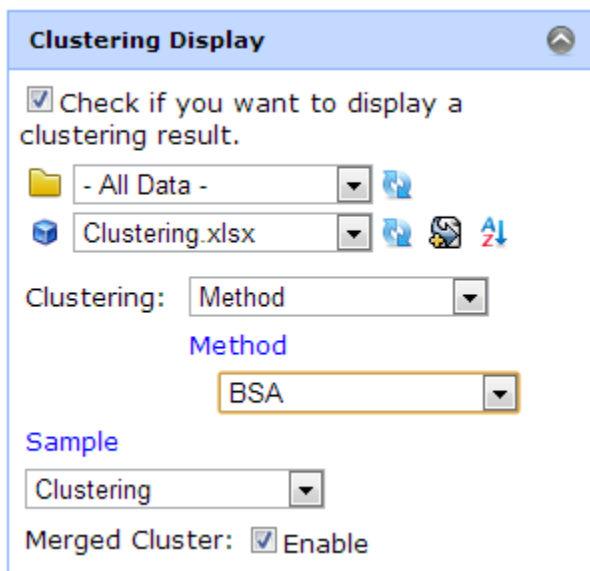 Clustering Display
Check if you want to display a
clustering result.
- All Data -
Clustering.xlsx
A
Z
Clustering: Method
Method
BSA
Sample
Clustering
Merged Cluster: Enable